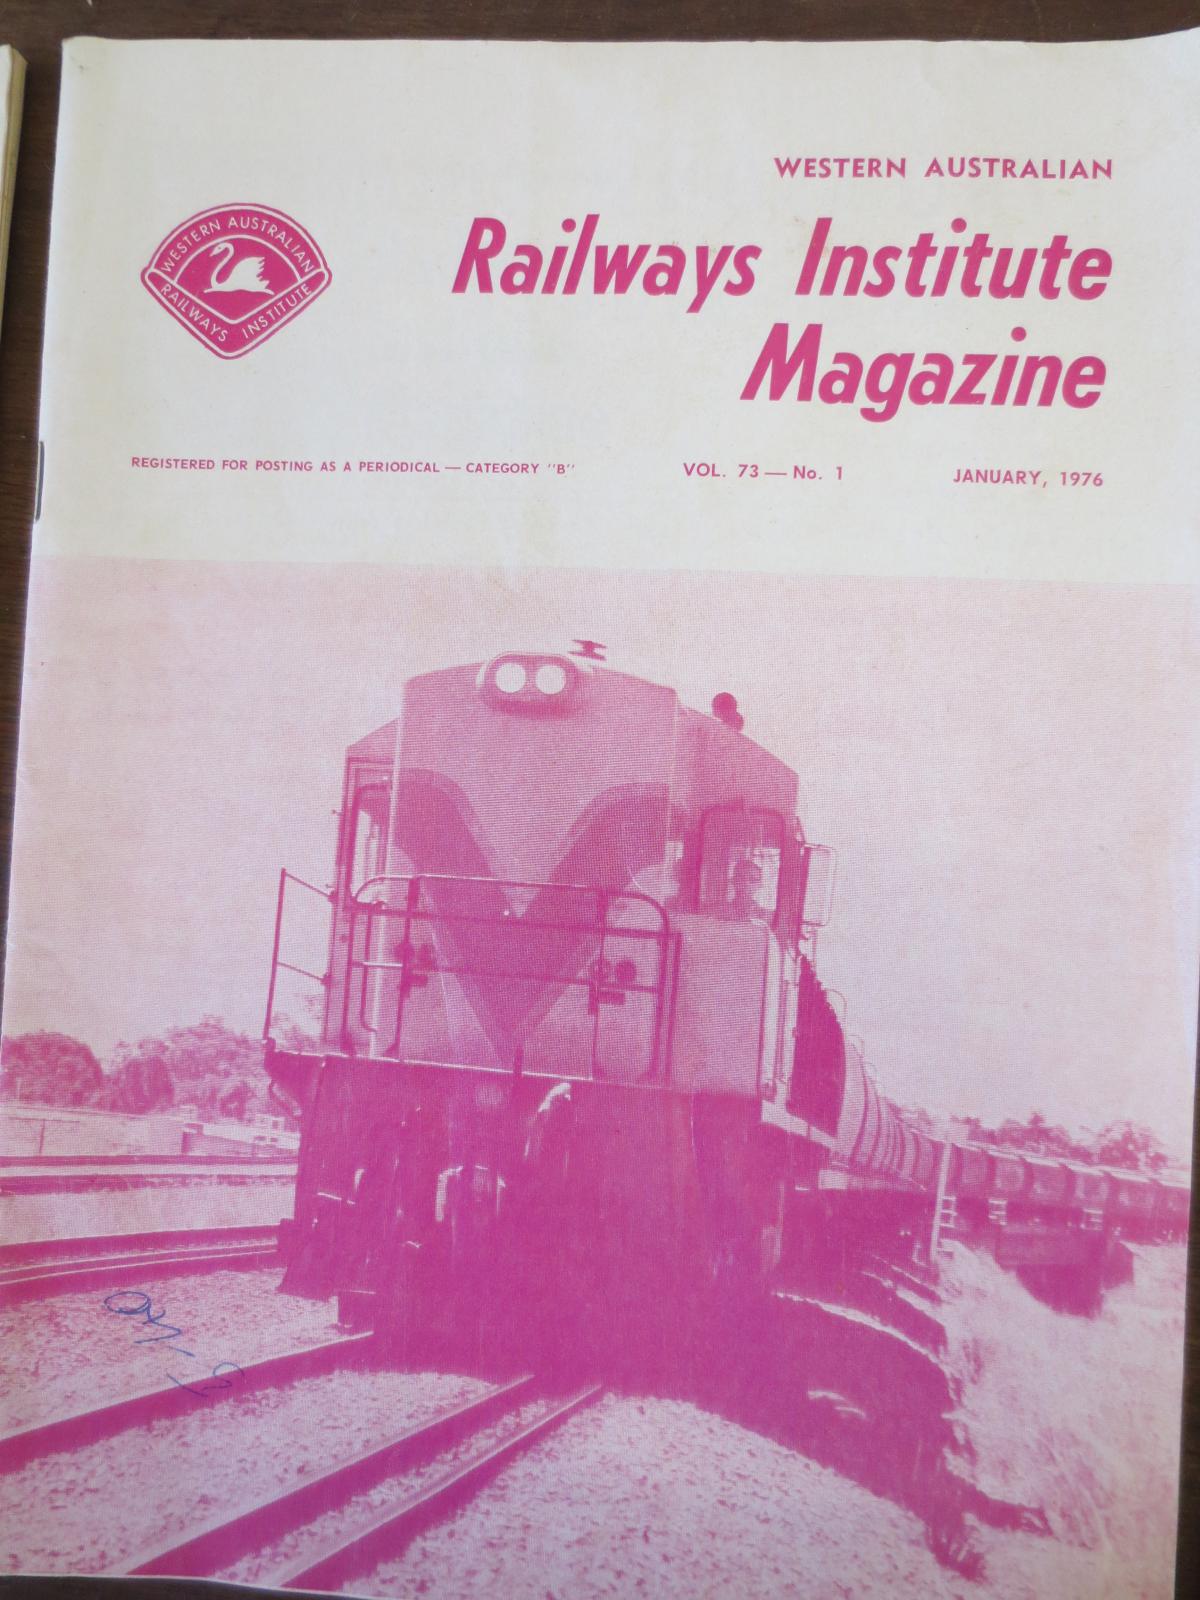 WESTERN AUSTRALIAN
Railways Institute
Magazine
WESTERN AUSTRALIAN
RAILWAYS INSTITUTE
REGISTERED FOR POSTING AS A PERIODICAL — CATEGORY "B"
VOL. 73 — No. 1
JANUARY, 1976